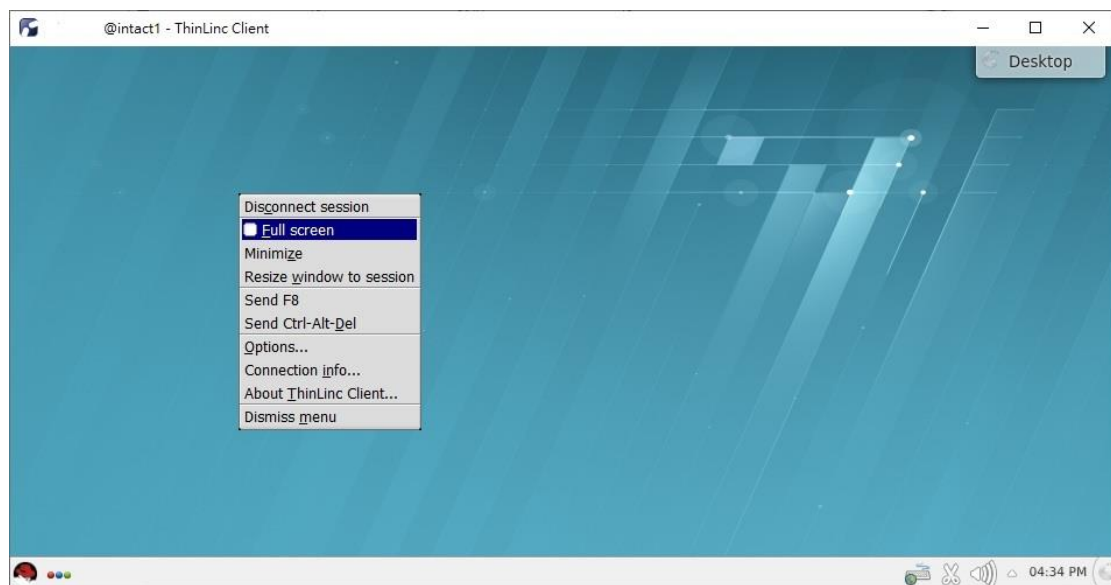 @intact1 - ThinLinc Client
Desktop
Disconnect session
Full screen
Minimize
Resize window to session
Send F8
Send Ctrl-Alt-Del
Options...
Connection info...
About ThinLinc Client...
Dismiss menu
04:34 PM